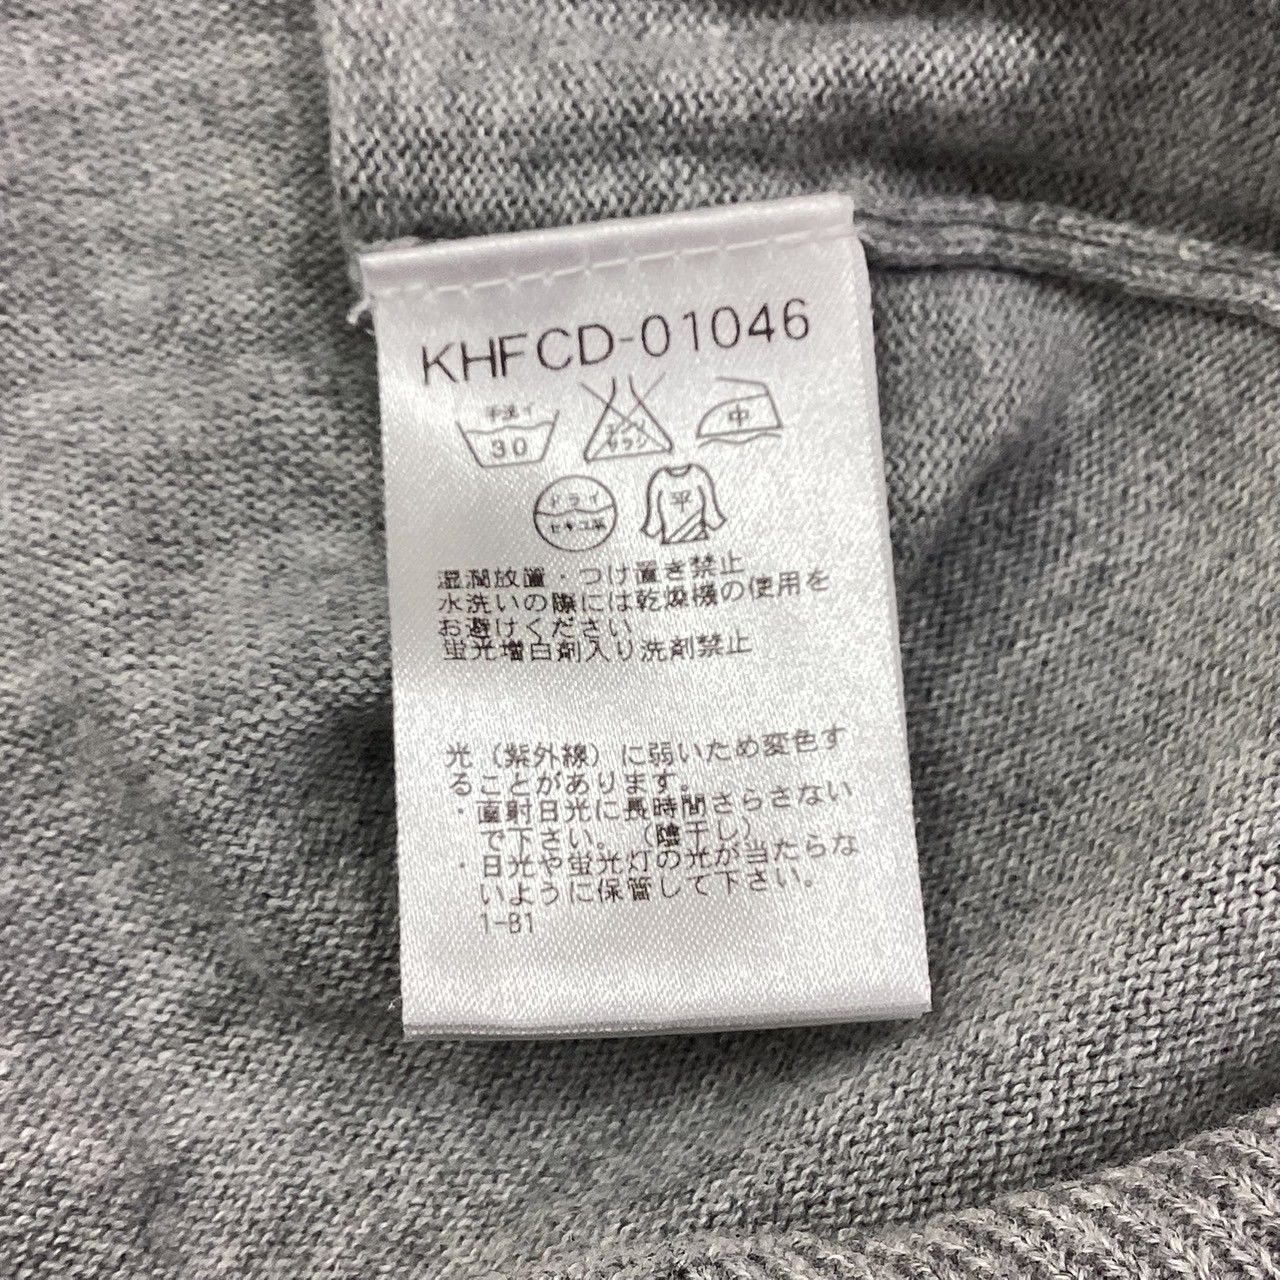 KHFCD-01046
手洗イ
30
エンソ
サラシ
中
ドライ
セキユ系
平
湿潤放置・つけ置き禁止
水洗いの際には乾燥機の使用を
お避けください
蛍光増白剤入り洗剤禁止
光（紫外線）に弱いため変色す
ることがあります。
・直射日光に長時間さらさない
で下さい。（陰干し）
・日光や蛍光灯の光が当たらな
いように保管して下さい。
1-B1